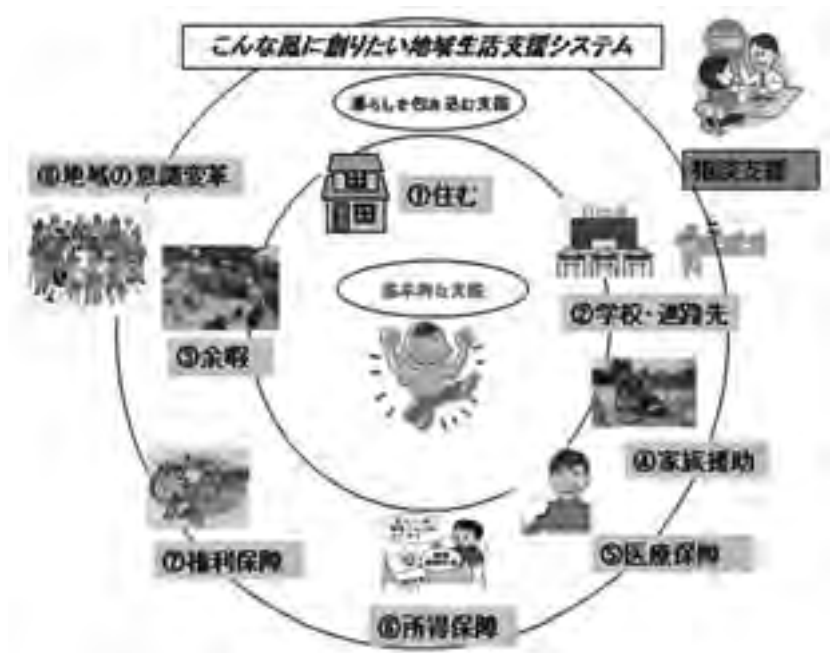 こんな風に創りたい地域生活支援システム
暮らしを包み込む支援
相談支援
⑧地域の意識変革
①住む
基本的な支援
②学校・進路先
③余暇
④家族援助
⑤医療保障
⑦権利保障
⑥所得保障